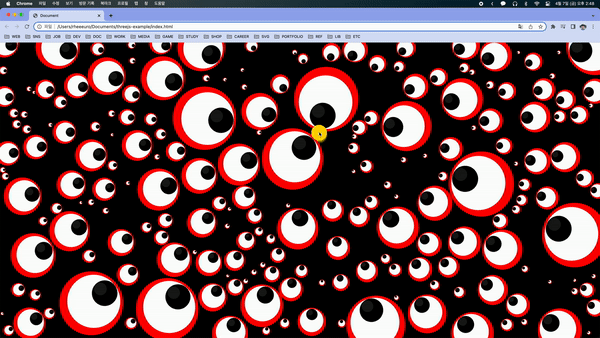 Chrome 파일 수정 보기 방문 기록 북마크 프로필 탭 창 도움말 4월 7일 (금) 오후 2:48
Document
파일 /Users/rheeeuro/Documents/threejs-example/index.html
WEB SNS JOB DEV DOC WORK MEDIA GAME STUDY SHOP CAREER SVG PORTFOLIO REF LIB ETC